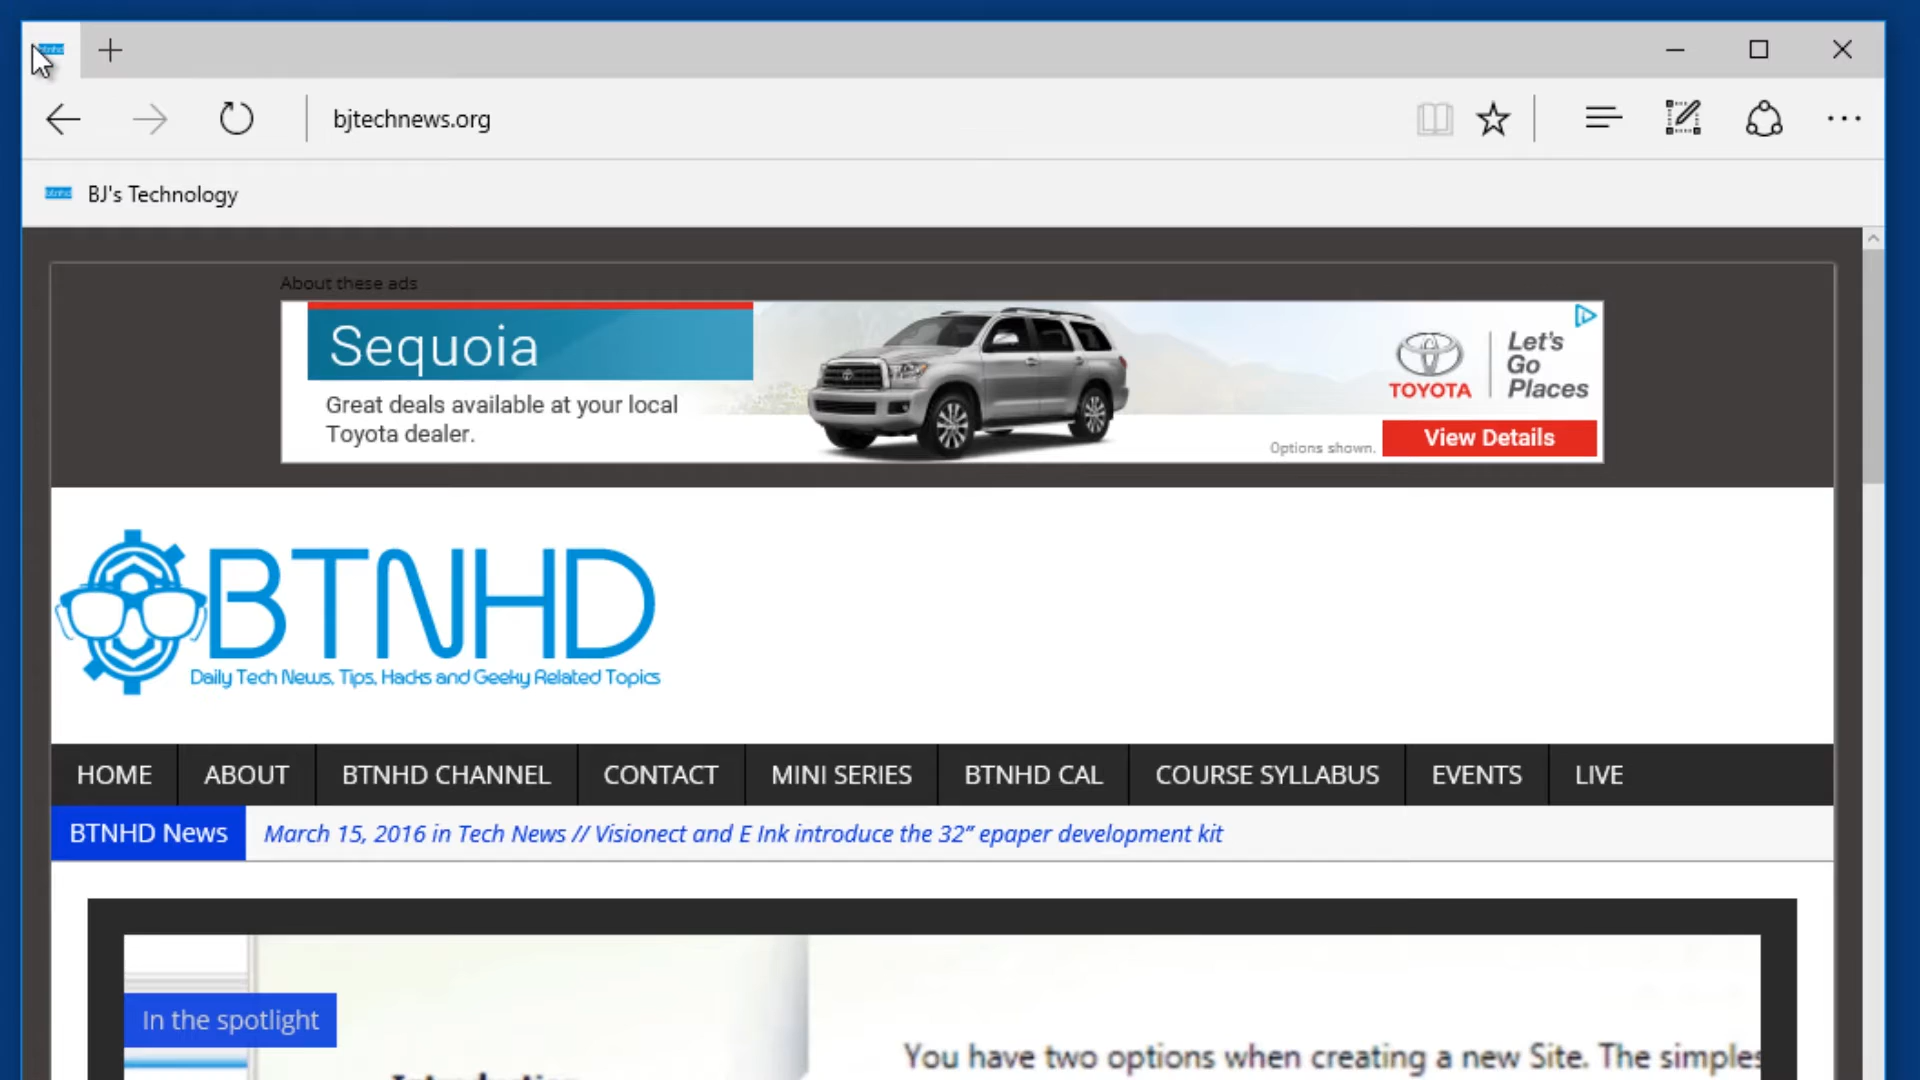 bjtechnews.org
BJ's Technology
About these ads
Sequoia
Great deals available at your local
Toyota dealer.
TOYOTA
Let's
Go
Places
Options shown.
View Details
BTNHD
Daily Tech News, Tips, Hacks and Geeky Related Topics
HOME ABOUT BTNHD CHANNEL CONTACT MINI SERIES BTNHD CAL COURSE SYLLABUS EVENTS LIVE
BTNHD News March 15, 2016 in Tech News // Visionect and E Ink introduce the 32” epaper development kit
In the spotlight
You have two options when creating a new Site. The simples